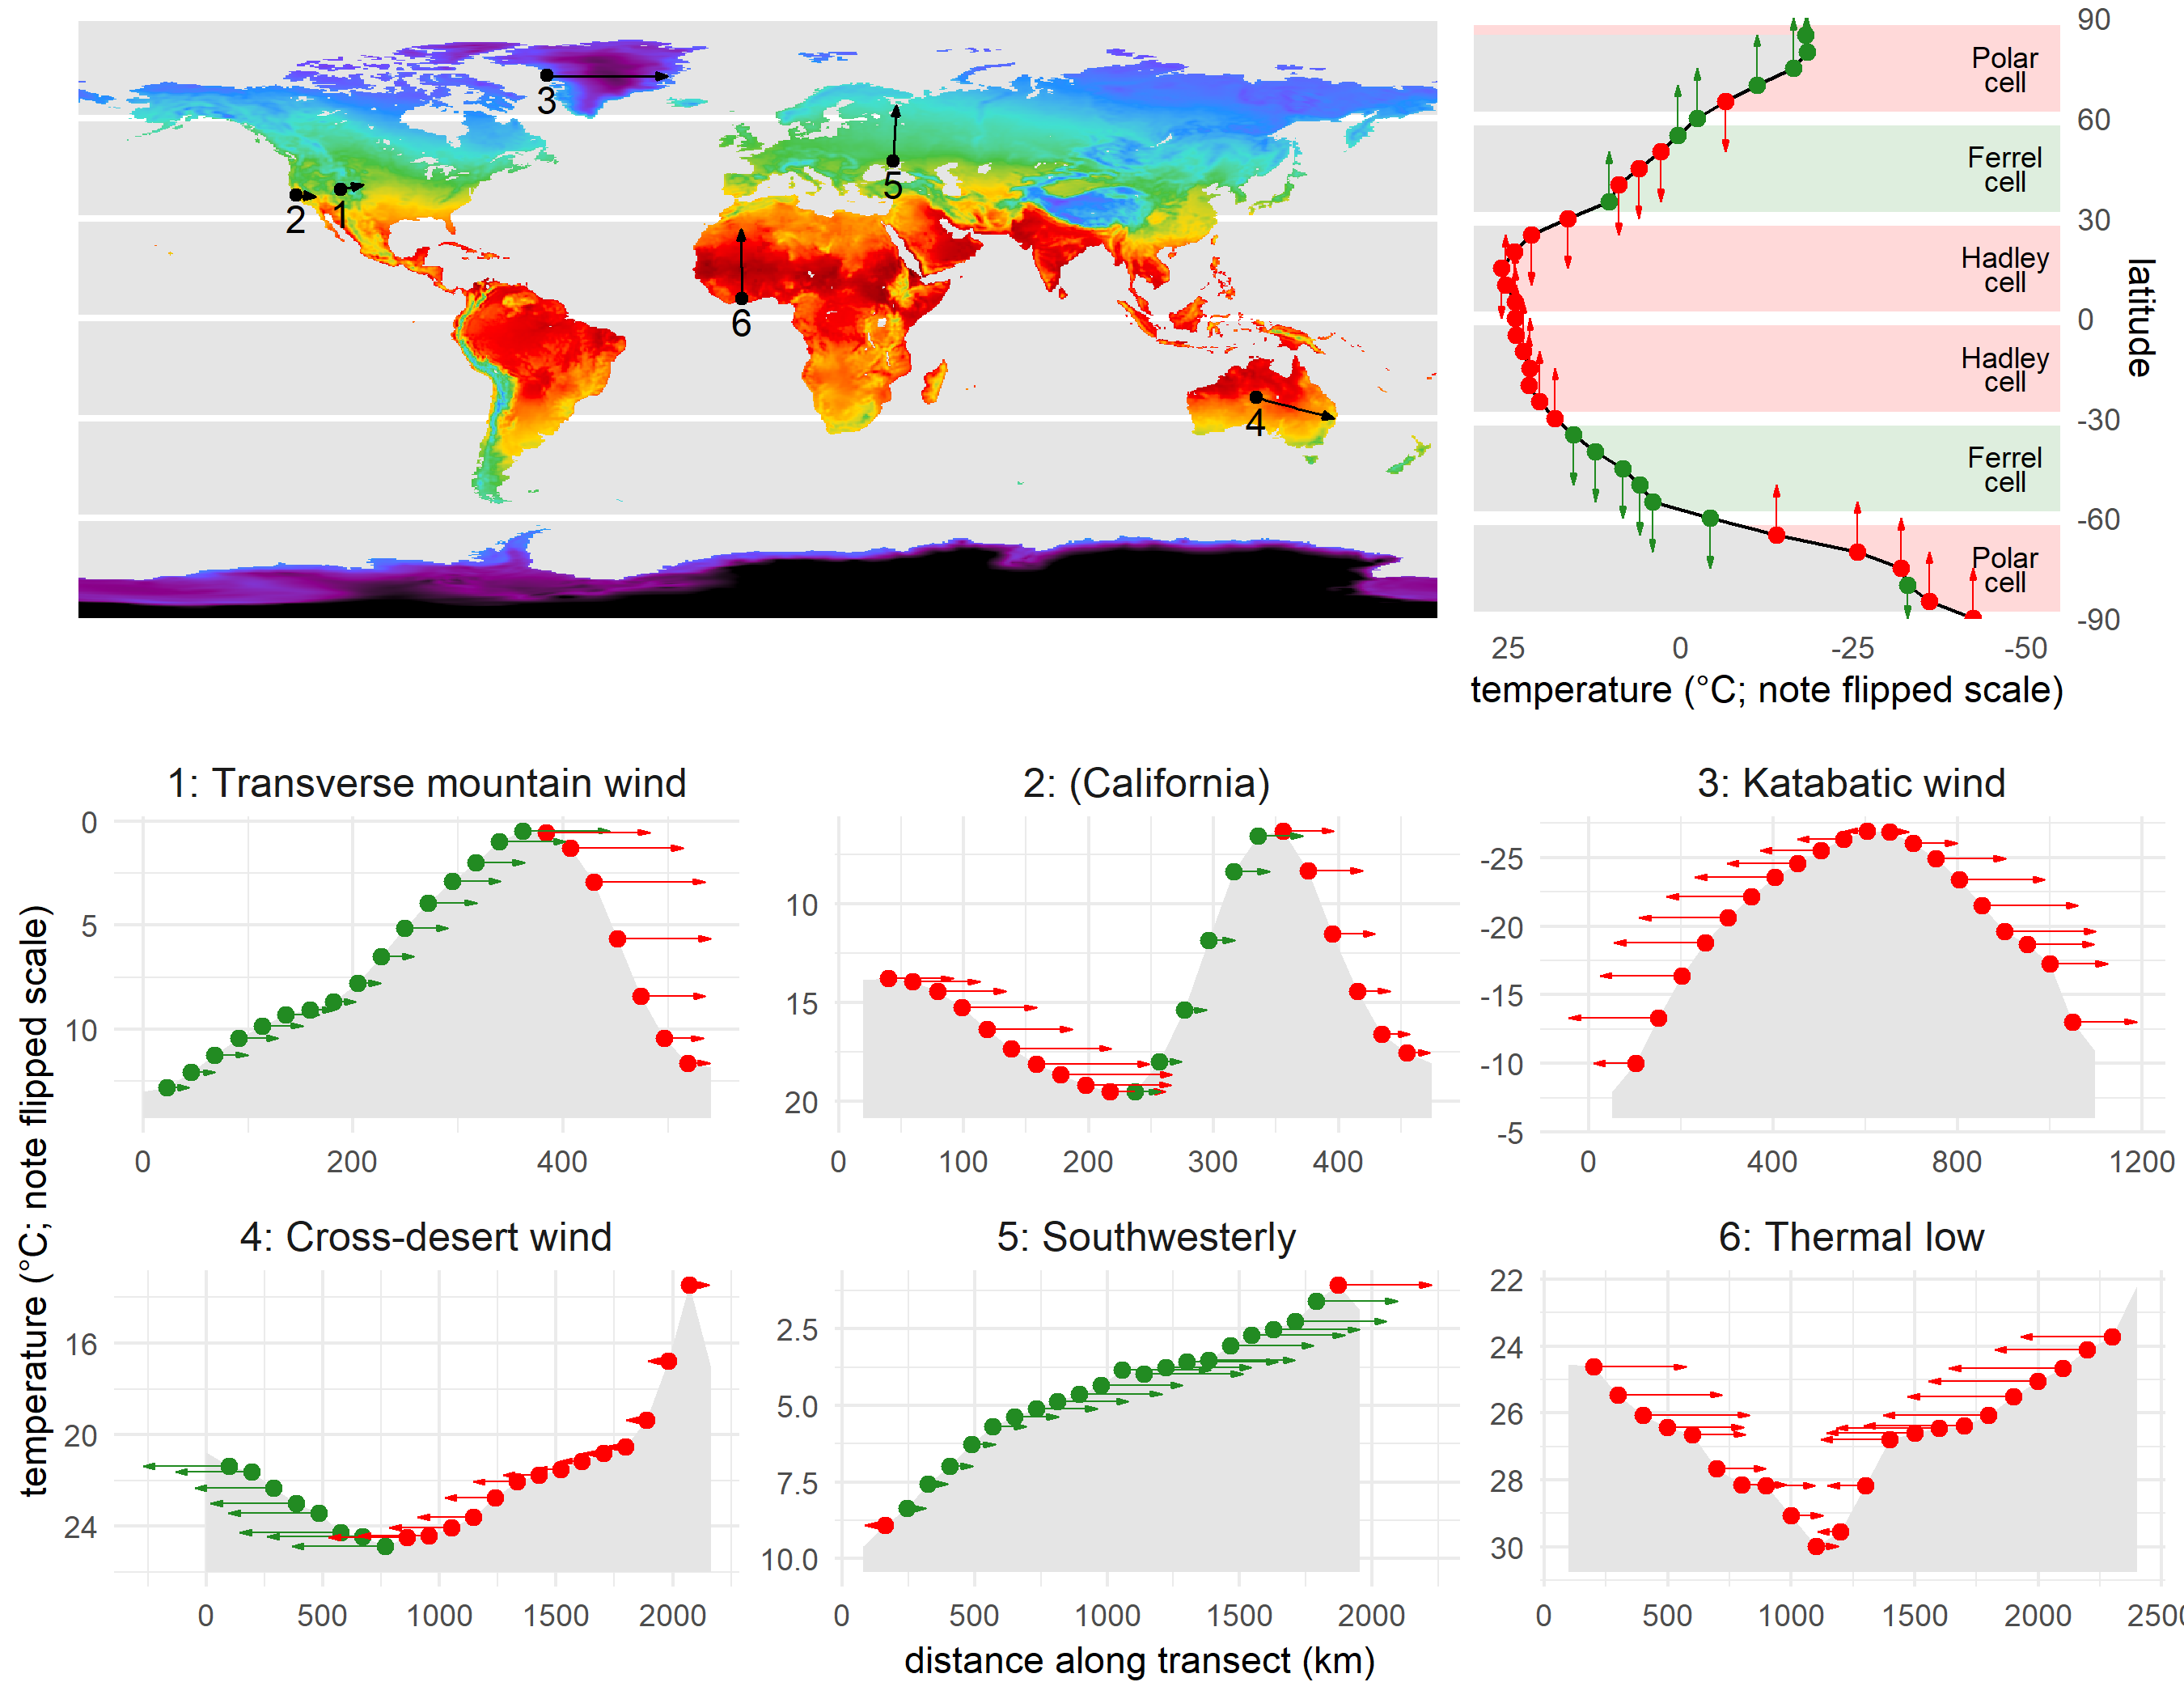 3
5
2
1
6
4
90
Polar
cell
60
Ferrel
cell
30
Hadley
cell
0
Hadley
cell
-30
Ferrel
cell
-60
Polar
cell
-90
latitude
25 0 -25 -50
temperature (°C; note flipped scale)
temperature (°C; note flipped scale)
1: Transverse mountain wind
0
5
10
0 200 400
2: (California)
10
15
20
0 100 200 300 400
3: Katabatic wind
-25
-20
-15
-10
-5
0 400 800 1200
4: Cross-desert wind
16
20
24
0 500 1000 1500 2000
5: Southwesterly
2.5
5.0
7.5
10.0
0 500 1000 1500 2000
6: Thermal low
22
24
26
28
30
0 500 1000 1500 2000 250
distance along transect (km)